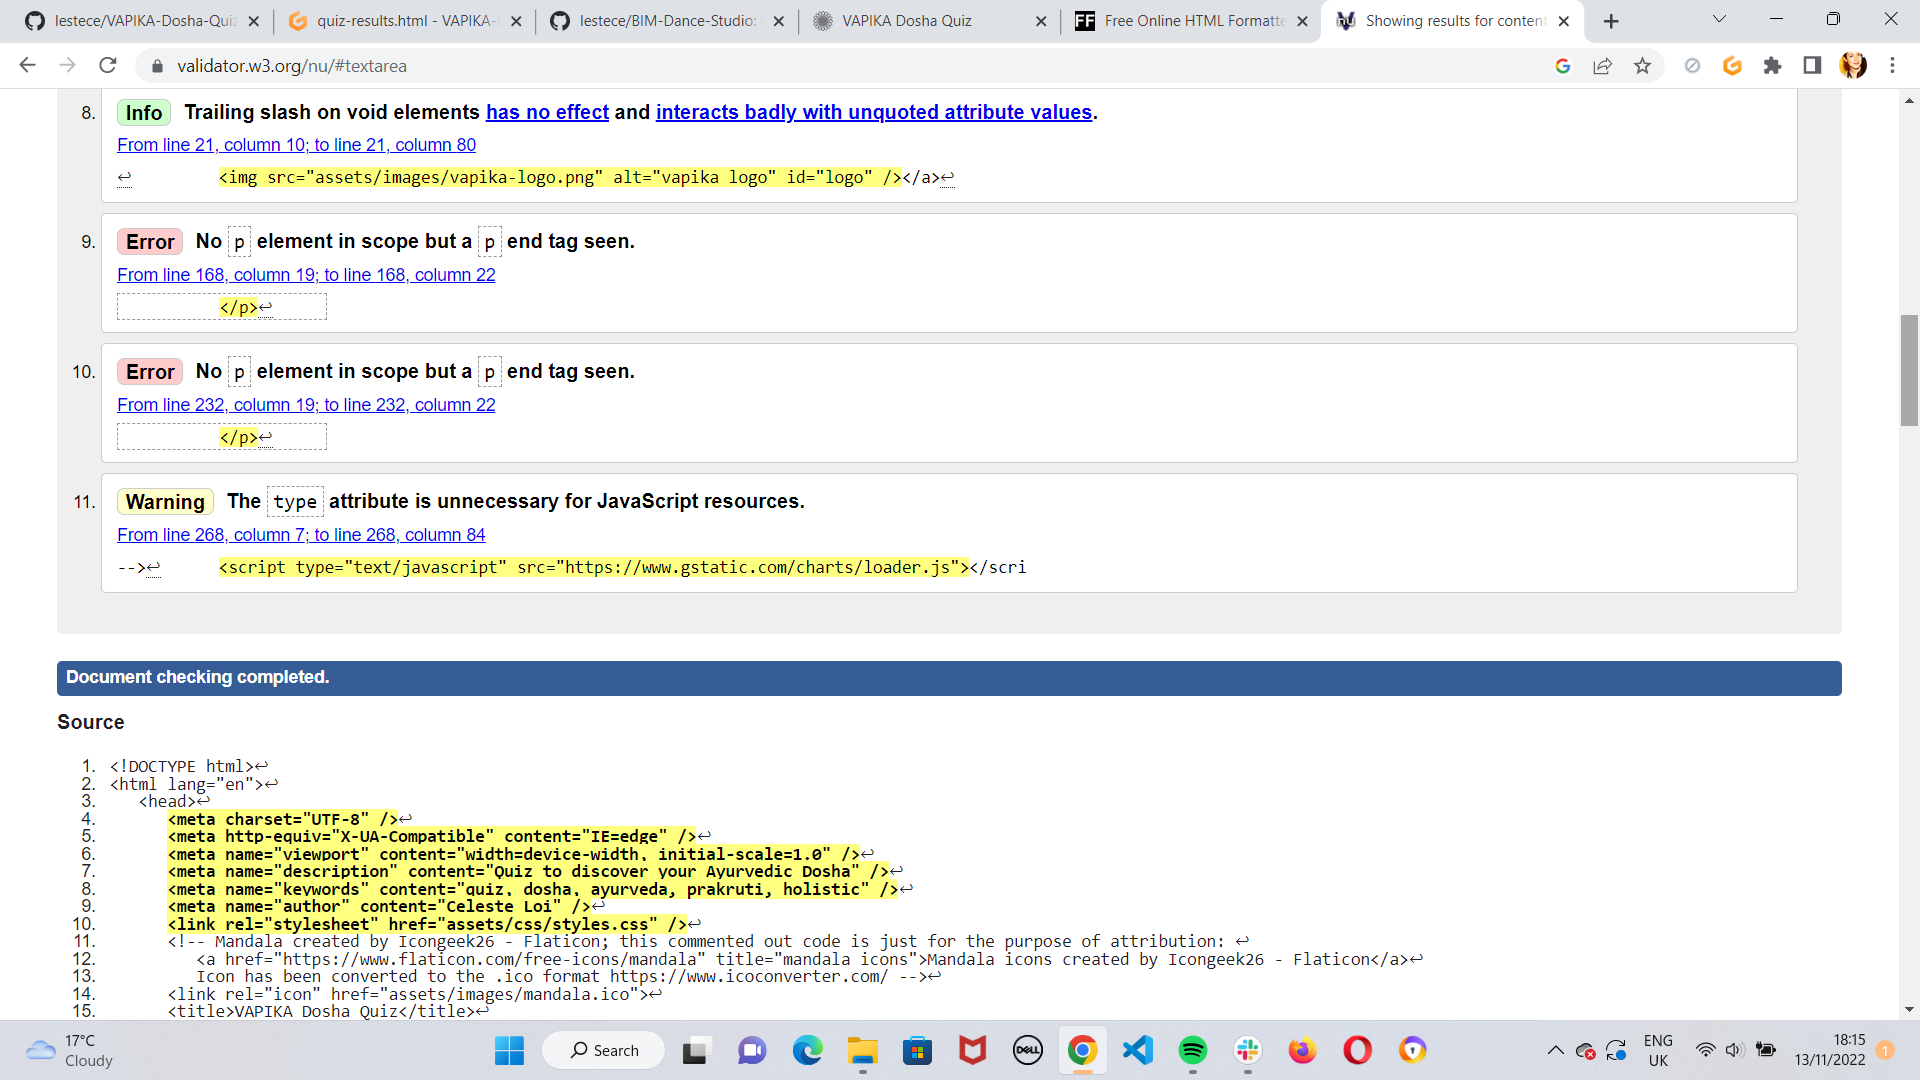 lestece/VAPIKA-Dosha-Quiz
quiz-results.html - VAPIKA-
lestece/BIM-Dance-Studio:
VAPIKA Dosha Quiz
Free Online HTML Formatte
Showing results for content
validator.w3.org/nu/#textarea
8. Info Trailing slash on void elements has no effect and interacts badly with unquoted attribute values.
From line 21, column 10; to line 21, column 80
↩ <img src="assets/images/vapika-logo.png" alt="vapika logo" id="logo" /></a>↩
9. Error No p element in scope but a p end tag seen.
From line 168, column 19; to line 168, column 22
</p>↩
10. Error No p element in scope but a p end tag seen.
From line 232, column 19; to line 232, column 22
</p>↩
11. Warning The type attribute is unnecessary for JavaScript resources.
From line 268, column 7; to line 268, column 84
-->↩ <script type="text/javascript" src="https://www.gstatic.com/charts/loader.js"></scri
Document checking completed.
Source
1. <!DOCTYPE html>↩
2. <html lang="en">↩
3. <head>↩
4. <meta charset="UTF-8" />↩
5. <meta http-equiv="X-UA-Compatible" content="IE=edge" />↩
6. <meta name="viewport" content="width=device-width, initial-scale=1.0" />↩
7. <meta name="description" content="Quiz to discover your Ayurvedic Dosha" />↩
8. <meta name="keywords" content="quiz, dosha, ayurveda, prakruti, holistic" />↩
9. <meta name="author" content="Celeste Loi" />↩
10. <link rel="stylesheet" href="assets/css/styles.css" />↩
11. <!-- Mandala created by Icongeek26 - Flaticon; this commented out code is just for the purpose of attribution: ↩
12. <a href="https://www.flaticon.com/free-icons/mandala" title="mandala icons">Mandala icons created by Icongeek26 - Flaticon</a>↩
13. Icon has been converted to the .ico format https://www.icoconverter.com/ -->↩
14. <link rel="icon" href="assets/images/mandala.ico">↩
15. <title>VAPIKA Dosha Quiz</title>↩
17°C
Cloudy
Search
DELL
ENG
UK
18:15
13/11/2022
1